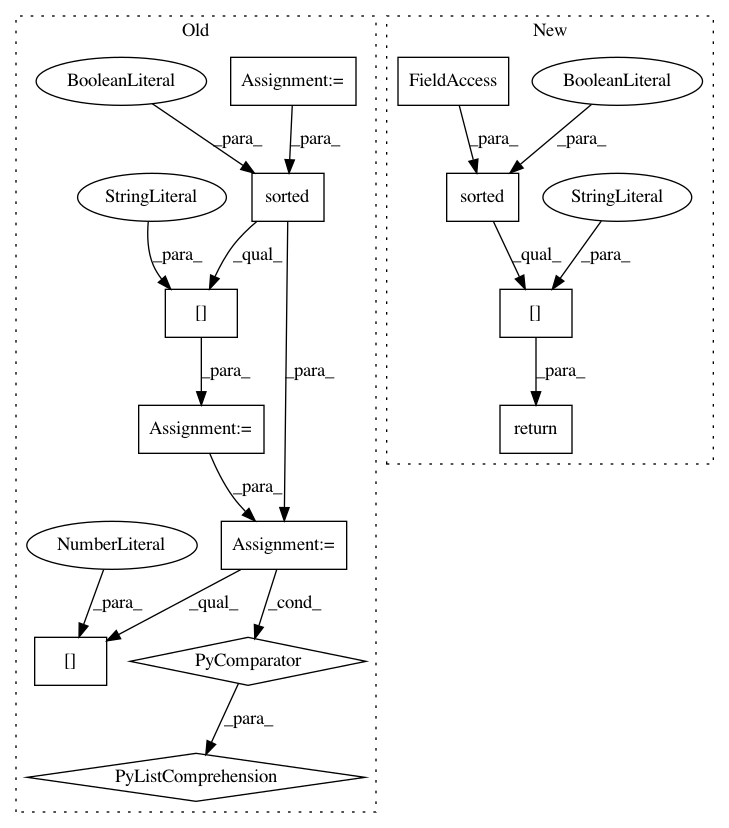 Old
New
BooleanLiteral
Assignment:=
FieldAccess
BooleanLiteral
_para_
_para_
_para_
_para_
StringLiteral
sorted
sorted
StringLiteral
_para_
_qual_
_qual_
_para_
[]
[]
_para_
_para_
_para_
Assignment:=
return
_para_
NumberLiteral
Assignment:=
_para_
_qual_
_cond_
[]
PyComparator
_para_
PyListComprehension